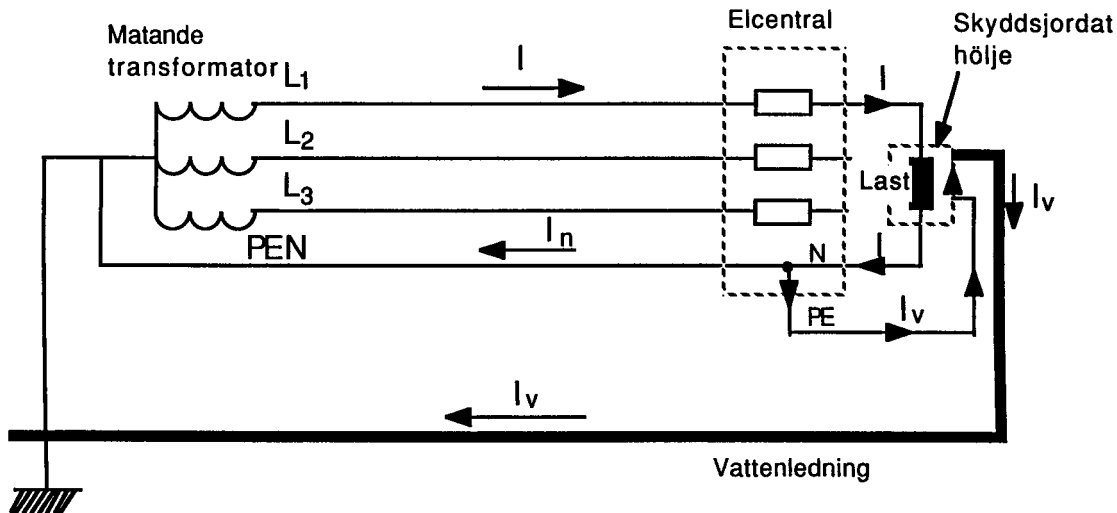 Elcentral
Skyddsjordat
hölje
Matande
transformator
L1
I
I
L2
Last
Iv
L3
PEN
In
N
I
PE
Iv
Iv
Vattenledning